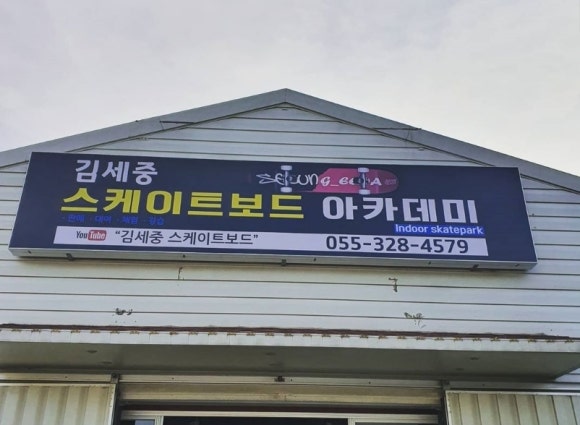 김세중
스케이트보드 아카데미
Indoor skatepark
YouTube "김세중 스케이트보드" 055-328-4579